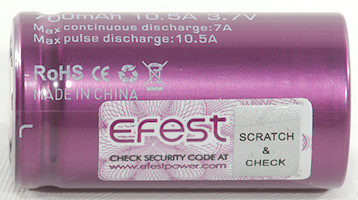 700mAh 10.5A 3.7V
Max continuous discharge:7A
Max pulse discharge:10.5A
RoHS CE
MADE IN CHINA
Efest
CHECK SECURITY CODE AT
www.efestpower.com
SCRATCH
&
CHECK